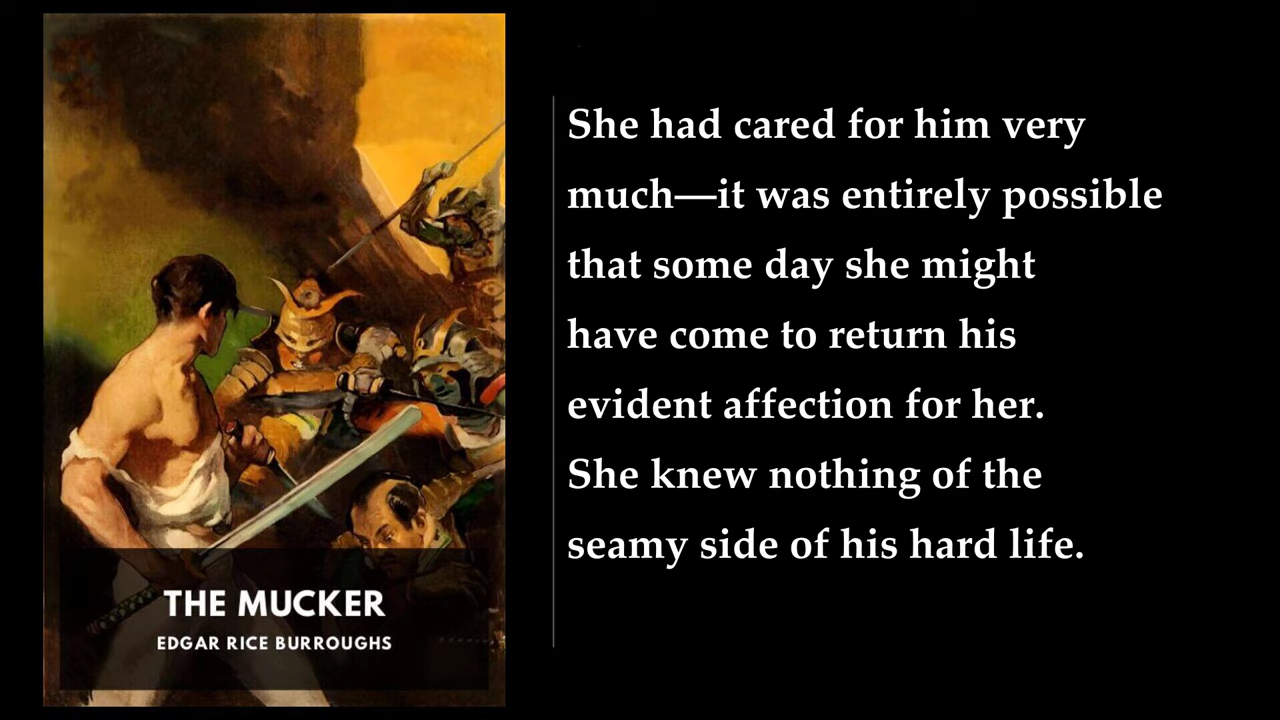 THE MUCKER
EDGAR RICE BURROUGHS
She had cared for him very
much—it was entirely possible
that some day she might
have come to return his
evident affection for her.
She knew nothing of the
seamy side of his hard life.